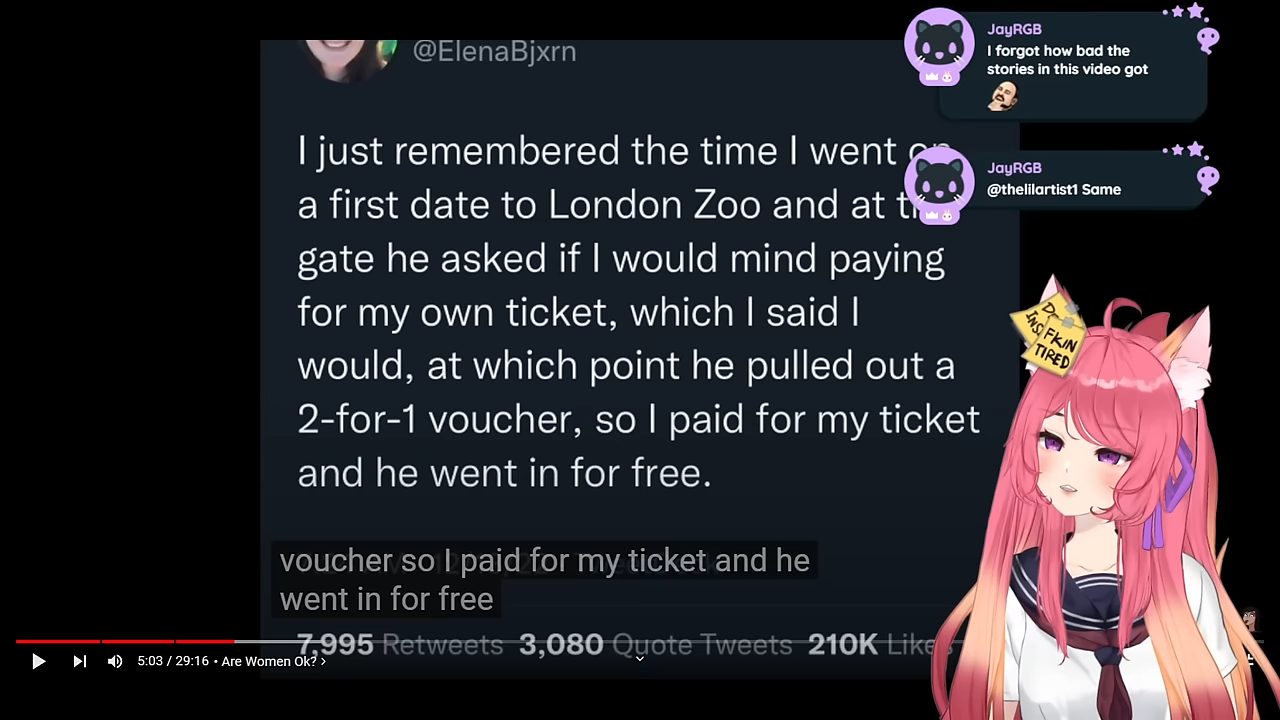 @ElenaBjxrn
I just remembered the time I went on
a first date to London Zoo and at
gate he asked if I would mind paying
for my own ticket, which I said I
would, at which point he pulled out a
2-for-1 voucher, so I paid for my ticket
and he went in for free.
voucher so I paid for my ticket and he
went in for free
7,995 Retweets 3,080 Quote Tweets 210K Likes
5:03 / 29:16 • Are Women Ok? ›
JayRGB
I forgot how bad the
stories in this video got
JayRGB
@thelilartist1 Same
FKIN
TIRED